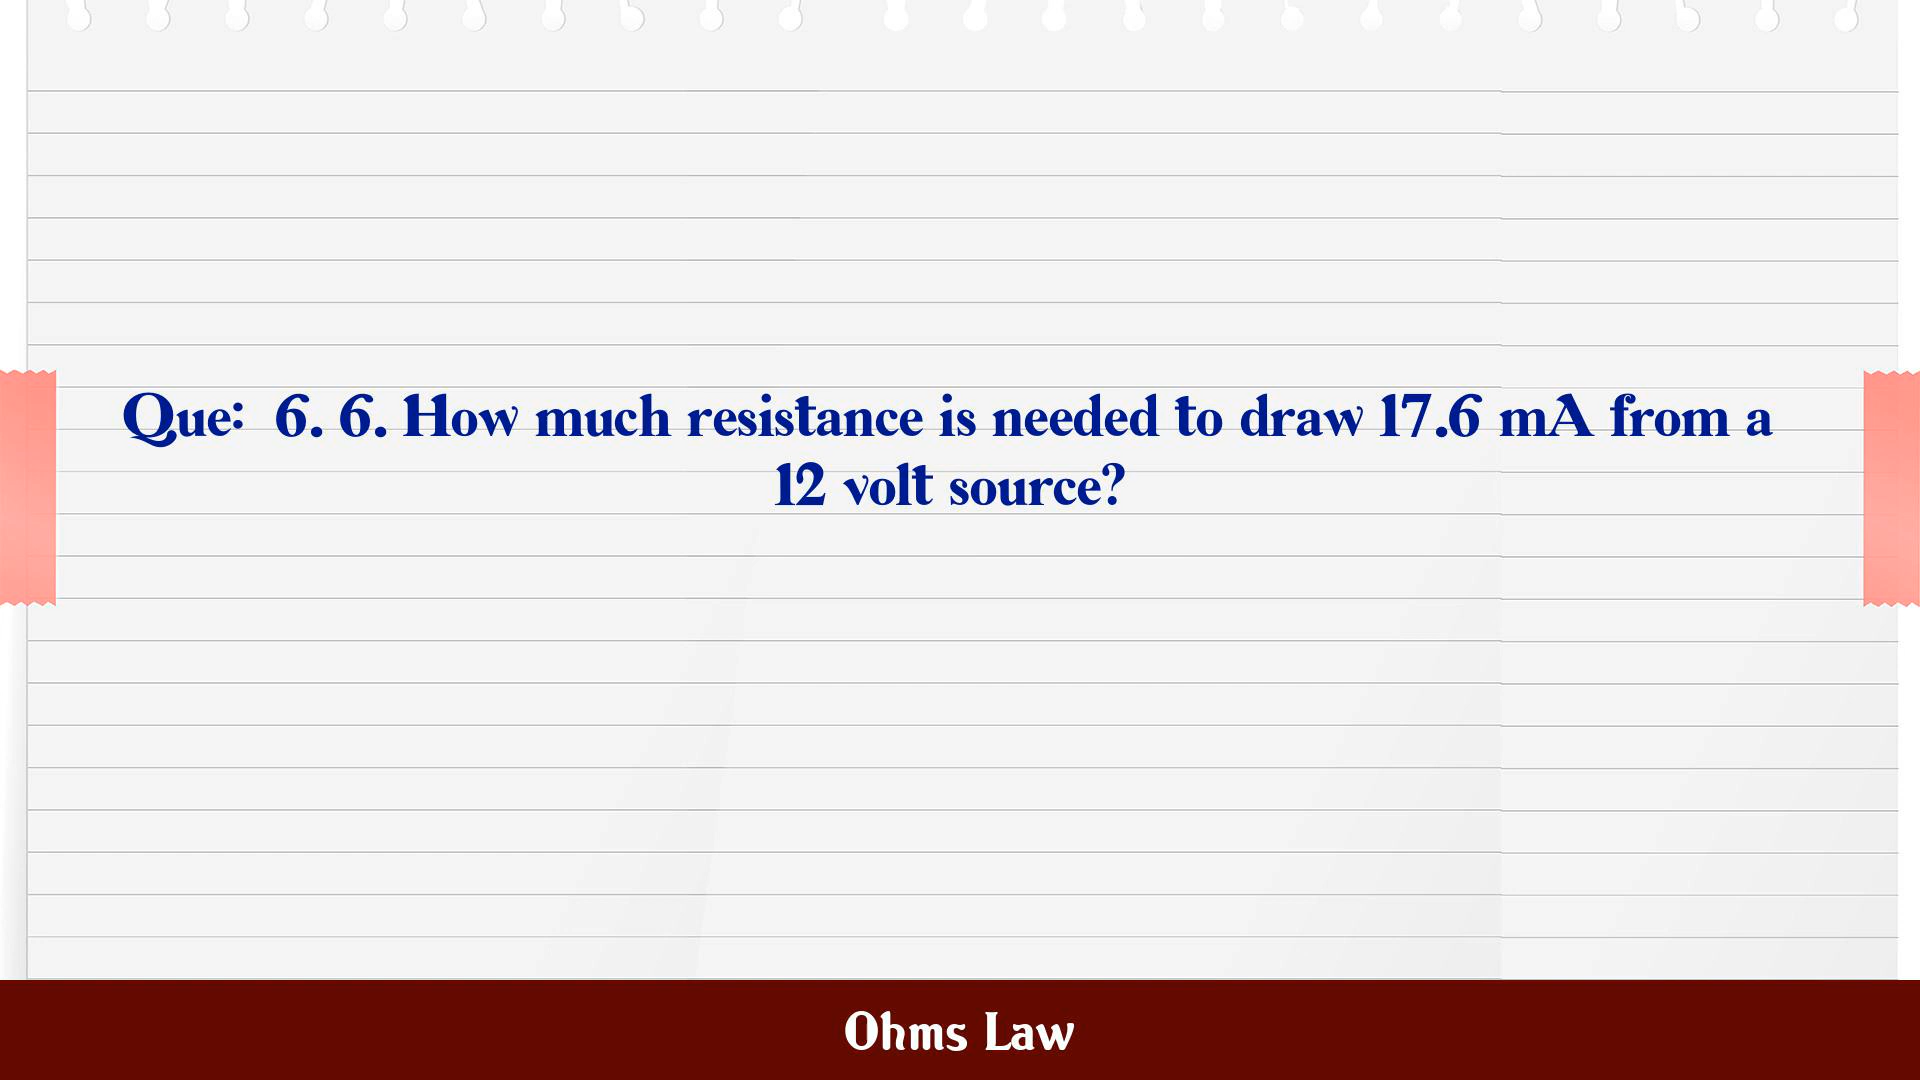 Que: 6. 6. How much resistance is needed to draw 17.6 mA from a
12 volt source?
Ohms Law